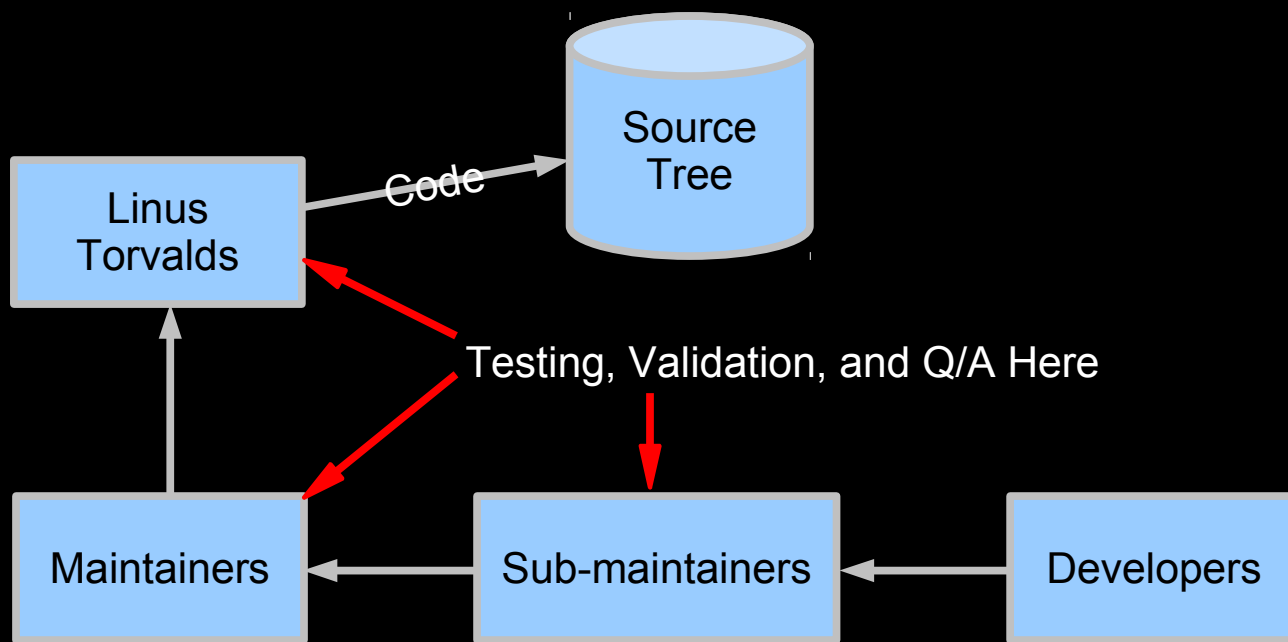 Source
Tree
Code
Linus
Torvalds
Testing, Validation, and Q/A Here
Maintainers
Sub-maintainers
Developers